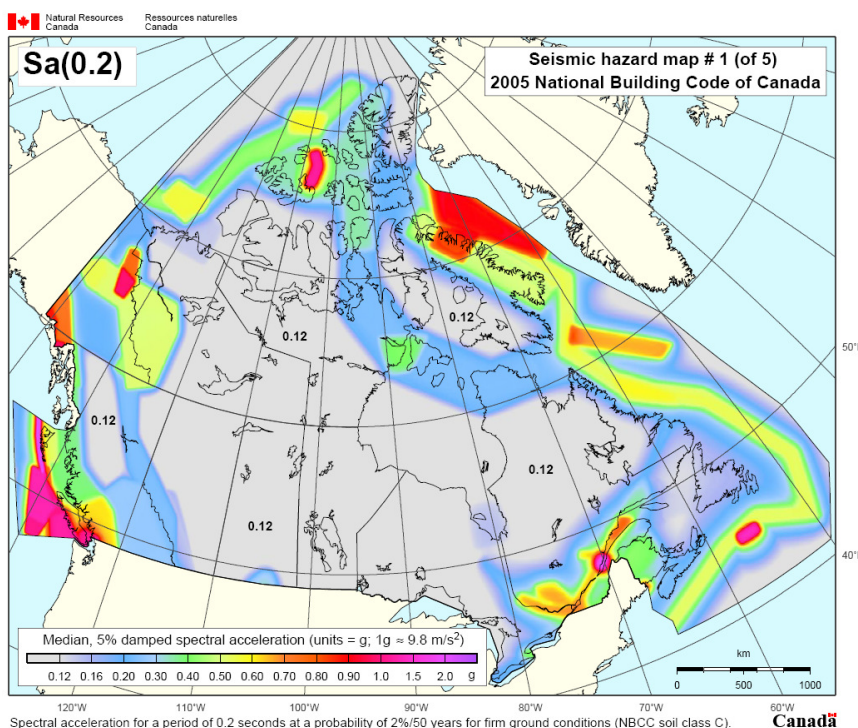 Natural Resources Ressources naturelles
Canada Canada
Sa(0.2)
Seismic hazard map # 1 (of 5)
2005 National Building Code of Canada
0.12
0.12
50°
0.12
0.12
0.12
40°
Median, 5% damped spectral acceleration (units = g; 1g ≈ 9.8 m/s²)
0.12 0.16 0.20 0.30 0.40 0.50 0.60 0.70 0.80 0.90 1.0 1.5 2.0 g
km
0 500 1000
120°W 110°W 100°W 90°W 80°W 70°W 60°W
Spectral acceleration for a period of 0.2 seconds at a probability of 2%/50 years for firm ground conditions (NBCC soil class C).
Canada